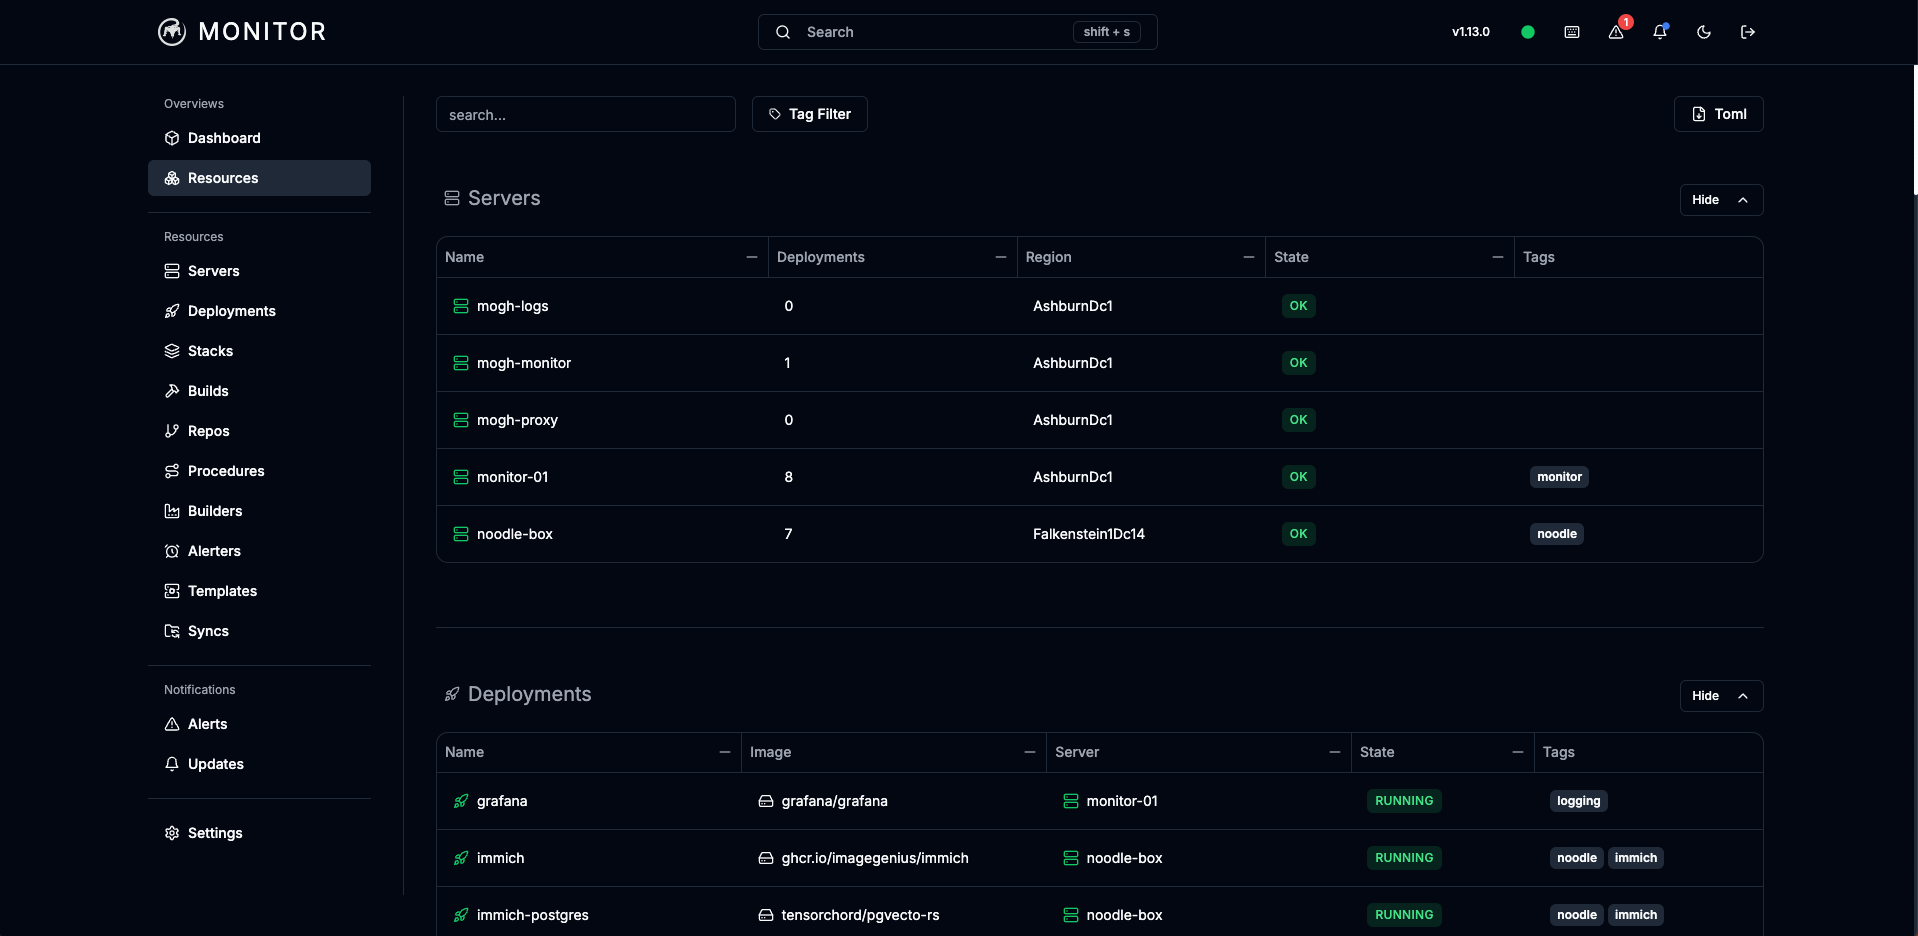 MONITOR
Search
shift + s
v1.13.0
1
Overviews
Dashboard
Resources
Resources
Servers
Deployments
Stacks
Builds
Repos
Procedures
Builders
Alerters
Templates
Syncs
Notifications
Alerts
Updates
Settings
search...
Tag Filter
Toml
Servers
Hide
Name Deployments Region State Tags
mogh-logs 0 AshburnDc1 OK
mogh-monitor 1 AshburnDc1 OK
mogh-proxy 0 AshburnDc1 OK
monitor-01 8 AshburnDc1 OK monitor
noodle-box 7 Falkenstein1Dc14 OK noodle
Deployments
Hide
Name Image Server State Tags
grafana grafana/grafana monitor-01 RUNNING logging
immich ghcr.io/imagegenius/immich noodle-box RUNNING noodle immich
immich-postgres tensorchord/pgvecto-rs noodle-box RUNNING noodle immich